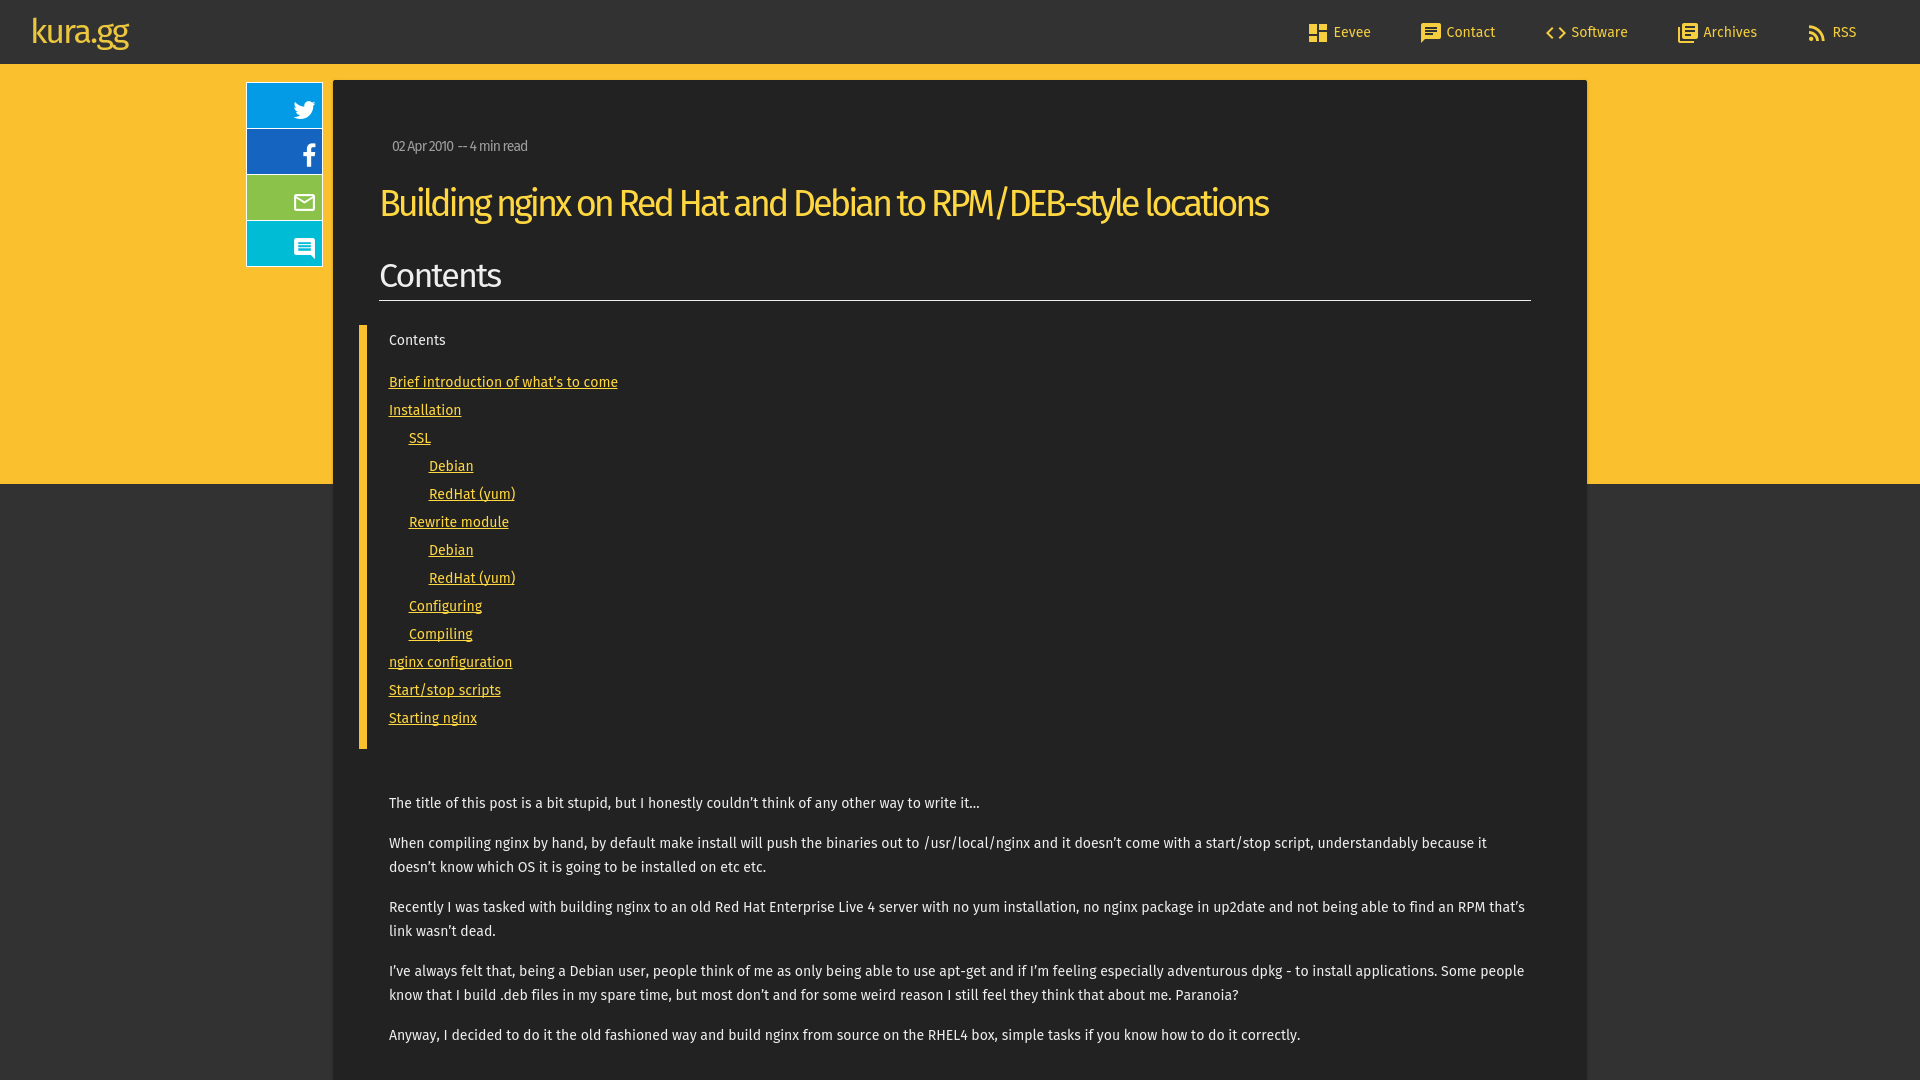 kura.gg
Eevee
Contact
Software
Archives
RSS
02 Apr 2010 -- 4 min read
Building nginx on Red Hat and Debian to RPM/DEB-style locations
Contents
Contents
Brief introduction of what’s to come
Installation
SSL
Debian
RedHat (yum)
Rewrite module
Debian
RedHat (yum)
Configuring
Compiling
nginx configuration
Start/stop scripts
Starting nginx
The title of this post is a bit stupid, but I honestly couldn’t think of any other way to write it…
When compiling nginx by hand, by default make install will push the binaries out to /usr/local/nginx and it doesn’t come with a start/stop script, understandably because it
doesn’t know which OS it is going to be installed on etc etc.
Recently I was tasked with building nginx to an old Red Hat Enterprise Live 4 server with no yum installation, no nginx package in up2date and not being able to find an RPM that’s
link wasn’t dead.
I’ve always felt that, being a Debian user, people think of me as only being able to use apt-get and if I’m feeling especially adventurous dpkg - to install applications. Some people
know that I build .deb files in my spare time, but most don’t and for some weird reason I still feel they think that about me. Paranoia?
Anyway, I decided to do it the old fashioned way and build nginx from source on the RHEL4 box, simple tasks if you know how to do it correctly.